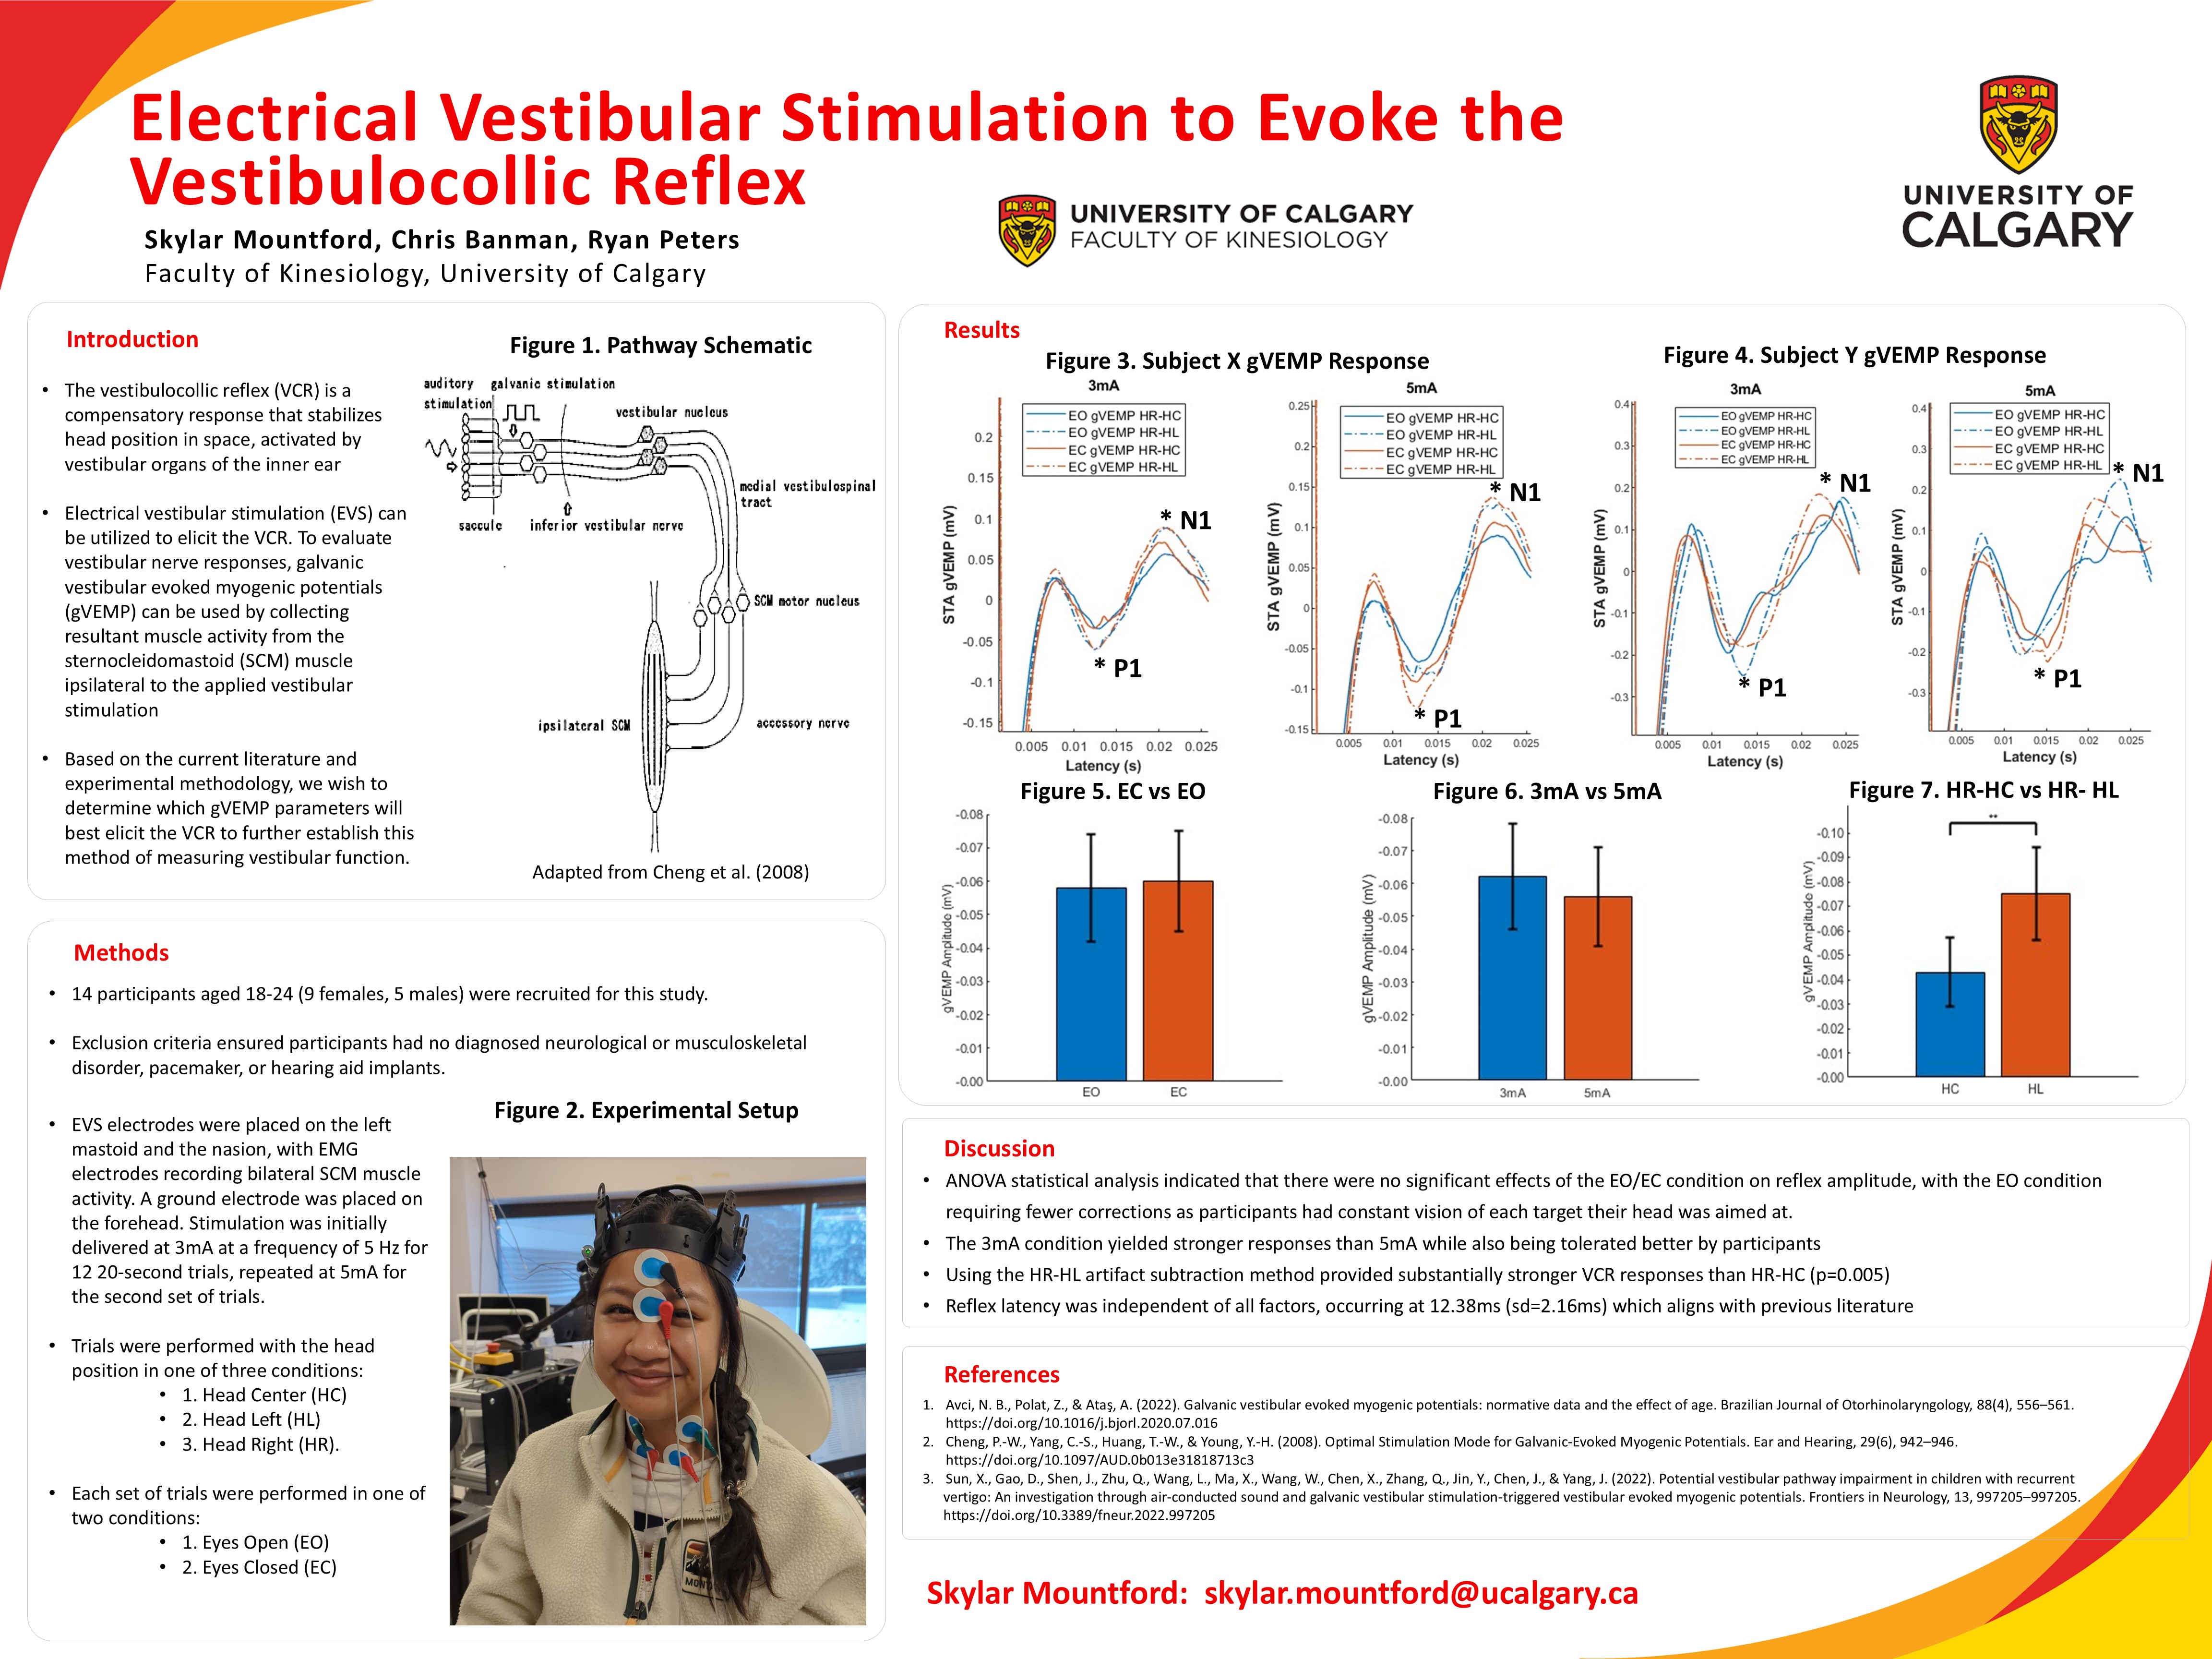 Electrical Vestibular Stimulation to Evoke the
Vestibulocollic Reflex
Skylar Mountford, Chris Banman, Ryan Peters
Faculty of Kinesiology, University of Calgary
UNIVERSITY OF CALGARY
FACULTY OF KINESIOLOGY
UNIVERSITY OF
CALGARY
Introduction
• The vestibulocollic reflex (VCR) is a
compensatory response that stabilizes
head position in space, activated by
vestibular organs of the inner ear
• Electrical vestibular stimulation (EVS) can
be utilized to elicit the VCR. To evaluate
vestibular nerve responses, galvanic
vestibular evoked myogenic potentials
(gVEMP) can be used by collecting
resultant muscle activity from the
sternocleidomastoid (SCM) muscle
ipsilateral to the applied vestibular
stimulation
• Based on the current literature and
experimental methodology, we wish to
determine which gVEMP parameters will
best elicit the VCR to further establish this
method of measuring vestibular function.
Figure 1. Pathway Schematic
auditory
stimulation
galvanic stimulation
vestibular nucleus
medial vestibulospinal
tract
saccule
inferior vestibular nerve
SCM motor nucleus
ipsilateral SCM
accessory nerve
Adapted from Cheng et al. (2008)
Methods
• 14 participants aged 18-24 (9 females, 5 males) were recruited for this study.
• Exclusion criteria ensured participants had no diagnosed neurological or musculoskeletal
disorder, pacemaker, or hearing aid implants.
• EVS electrodes were placed on the left
mastoid and the nasion, with EMG
electrodes recording bilateral SCM muscle
activity. A ground electrode was placed on
the forehead. Stimulation was initially
delivered at 3mA at a frequency of 5 Hz for
12 20-second trials, repeated at 5mA for
the second set of trials.
• Trials were performed with the head
position in one of three conditions:
• 1. Head Center (HC)
• 2. Head Left (HL)
• 3. Head Right (HR).
• Each set of trials were performed in one of
two conditions:
• 1. Eyes Open (EO)
• 2. Eyes Closed (EC)
Figure 2. Experimental Setup
Results
Figure 3. Subject X gVEMP Response
3mA
EO gVEMP HR-HC
EO gVEMP HR-HL
EC gVEMP HR-HC
EC gVEMP HR-HL
STA gVEMP (mV)
0.2
0.15
0.1
0.05
0
-0.05
-0.1
-0.15
* N1
* P1
0.005 0.01 0.015 0.02 0.025
Latency (s)
5mA
EO gVEMP HR-HC
EO gVEMP HR-HL
EC gVEMP HR-HC
EC gVEMP HR-HL
STA gVEMP (mV)
0.25
0.2
0.15
0.1
0.05
0
-0.05
-0.1
-0.15
* N1
* P1
0.005 0.01 0.015 0.02 0.025
Latency (s)
Figure 4. Subject Y gVEMP Response
3mA
EO gVEMP HR-HC
EO gVEMP HR-HL
EC gVEMP HR-HC
EC gVEMP HR-HL
STA gVEMP (mV)
0.4
0.3
0.2
0.1
0
-0.1
-0.2
-0.3
* N1
* P1
0.005 0.01 0.015 0.02 0.025
Latency (s)
5mA
EO gVEMP HR-HC
EO gVEMP HR-HL
EC gVEMP HR-HC
EC gVEMP HR-HL
STA gVEMP (mV)
0.4
0.3
0.2
0.1
0
-0.1
-0.2
-0.3
* N1
* P1
0.005 0.01 0.015 0.02 0.025
Latency (s)
Figure 5. EC vs EO
gVEMP Amplitude (mV)
-0.08
-0.07
-0.06
-0.05
-0.04
-0.03
-0.02
-0.01
-0.00
EO EC
Figure 6. 3mA vs 5mA
gVEMP Amplitude (mV)
-0.08
-0.07
-0.06
-0.05
-0.04
-0.03
-0.02
-0.01
-0.00
3mA 5mA
Figure 7. HR-HC vs HR- HL
**
gVEMP Amplitude (mV)
-0.10
-0.09
-0.08
-0.07
-0.06
-0.05
-0.04
-0.03
-0.02
-0.01
-0.00
HC HL
Discussion
• ANOVA statistical analysis indicated that there were no significant effects of the EO/EC condition on reflex amplitude, with the EO condition
requiring fewer corrections as participants had constant vision of each target their head was aimed at.
• The 3mA condition yielded stronger responses than 5mA while also being tolerated better by participants
• Using the HR-HL artifact subtraction method provided substantially stronger VCR responses than HR-HC (p=0.005)
• Reflex latency was independent of all factors, occurring at 12.38ms (sd=2.16ms) which aligns with previous literature
References
1. Avci, N. B., Polat, Z., & Ataş, A. (2022). Galvanic vestibular evoked myogenic potentials: normative data and the effect of age. Brazilian Journal of Otorhinolaryngology, 88(4), 556–561.
https://doi.org/10.1016/j.bjorl.2020.07.016
2. Cheng, P.-W., Yang, C.-S., Huang, T.-W., & Young, Y.-H. (2008). Optimal Stimulation Mode for Galvanic-Evoked Myogenic Potentials. Ear and Hearing, 29(6), 942–946.
https://doi.org/10.1097/AUD.0b013e31818713c3
3. Sun, X., Gao, D., Shen, J., Zhu, Q., Wang, L., Ma, X., Wang, W., Chen, X., Zhang, Q., Jin, Y., Chen, J., & Yang, J. (2022). Potential vestibular pathway impairment in children with recurrent
vertigo: An investigation through air-conducted sound and galvanic vestibular stimulation-triggered vestibular evoked myogenic potentials. Frontiers in Neurology, 13, 997205–997205.
https://doi.org/10.3389/fneur.2022.997205
Skylar Mountford: skylar.mountford@ucalgary.ca